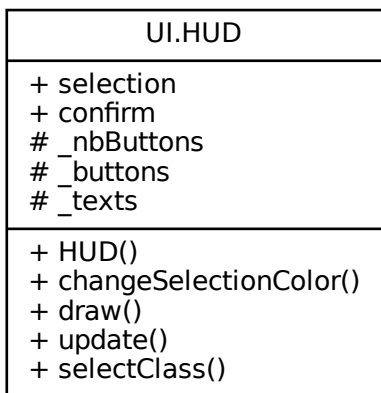 UI.HUD
+ selection
+ confirm
# _nbButtons
# _buttons
# _texts
+ HUD()
+ changeSelectionColor()
+ draw()
+ update()
+ selectClass()